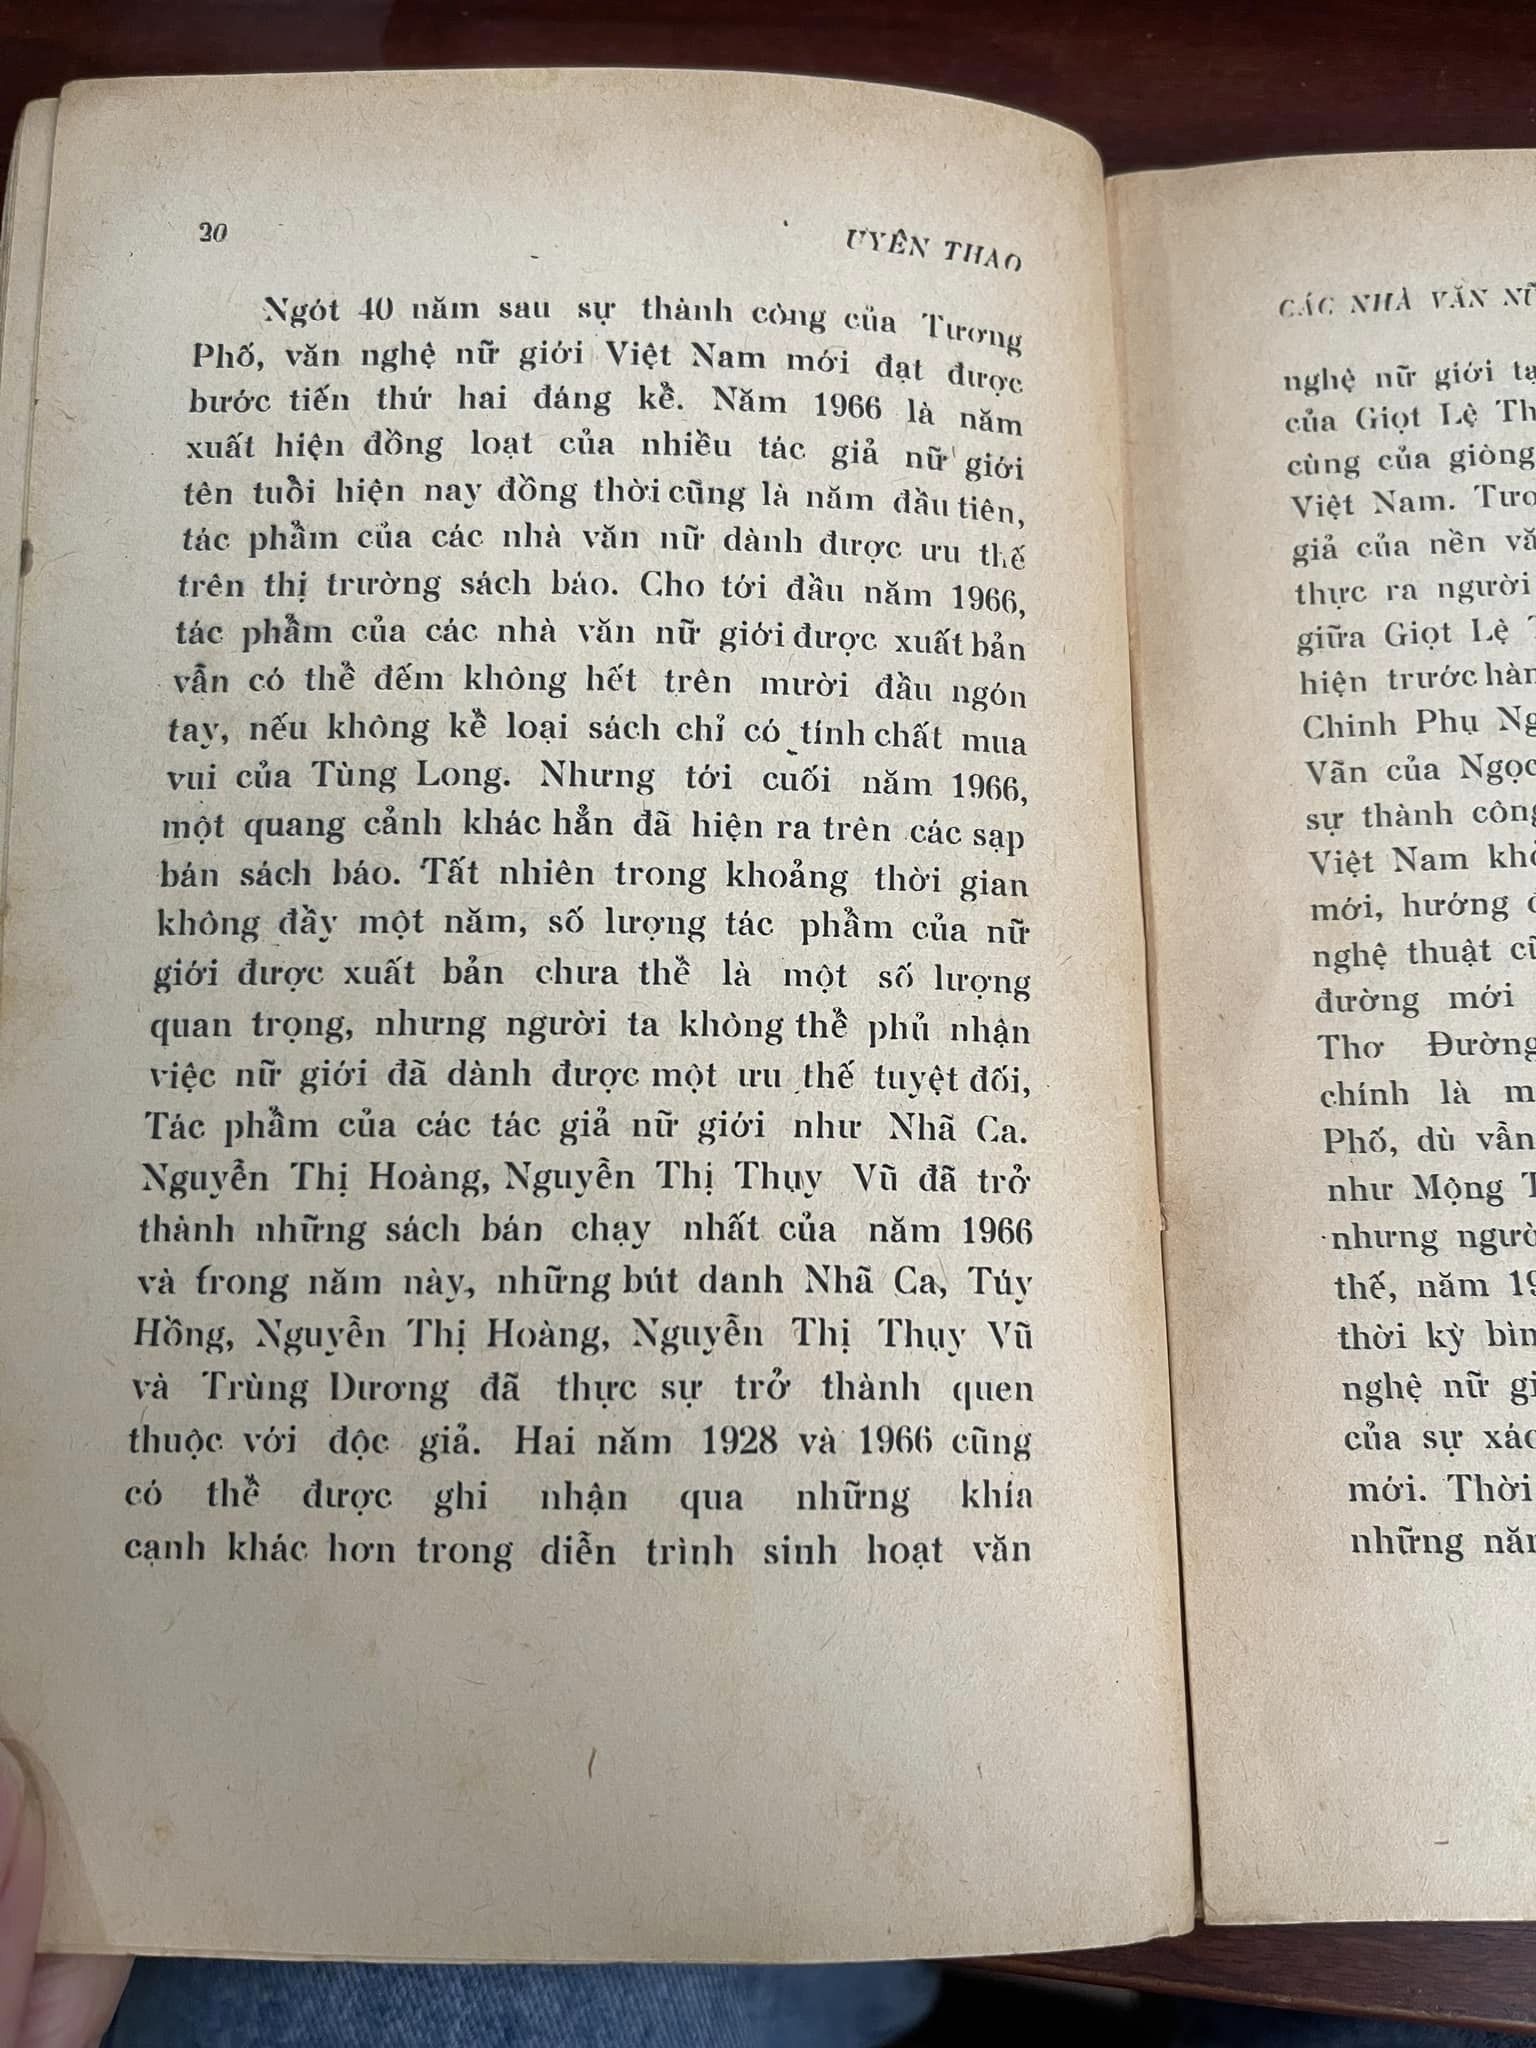 20
UYÊN THAO
Ngót 40 năm sau sự thành công của Tương
Phố, văn nghệ nữ giới Việt Nam mới đạt được
bước tiến thứ hai đáng kể. Năm 1966 là năm
xuất hiện đồng loạt của nhiều tác giả nữ giới
tên tuổi hiện nay đồng thời cũng là năm đầu tiên,
tác phẩm của các nhà văn nữ dành được ưu thế
trên thị trường sách báo. Cho tới đầu năm 1966,
tác phẩm của các nhà văn nữ giới được xuất bản
vẫn có thể đếm không hết trên mười đầu ngón
tay, nếu không kể loại sách chỉ có tính chất mua
vui của Tùng Long. Nhưng tới cuối năm 1966,
một quang cảnh khác hẳn đã hiện ra trên các sạp
bán sách báo. Tất nhiên trong khoảng thời gian
không đầy một năm, số lượng tác phẩm của nữ
giới được xuất bản chưa thể là một số lượng
quan trọng, nhưng người ta không thể phủ nhận
việc nữ giới đã dành được một ưu thế tuyệt đối,
Tác phẩm của các tác giả nữ giới như Nhã Ca.
Nguyễn Thị Hoàng, Nguyễn Thị Thụy Vũ đã trở
thành những sách bán chạy nhất của năm 1966
và frong năm này, những bút danh Nhã Ca, Túy
Hồng, Nguyễn Thị Hoàng, Nguyễn Thị Thụy Vũ
và Trùng Dương đã thực sự trở thành quen
thuộc với độc giả. Hai năm 1928 và 1966 cũng
có thể được ghi nhận qua những khía
cạnh khác hơn trong diễn trình sinh hoạt văn
CÁC NHÀ VĂN NỮ
nghệ nữ giới
của Giọt Lệ
cùng của giòng
Việt Nam.
giả của nền
thực ra người
giữa Giọt Lệ
hiện trước
Chinh Phụ
Vãn của Ngọc
sự thành công
Việt Nam
mới, hướng
nghệ thuật
đường mới
Thơ Đường
chính là
Phố, dù vẫn
như Mộng
nhưng
thế, năm
thời kỳ
nghệ nữ
của sự
mới. Thời
những